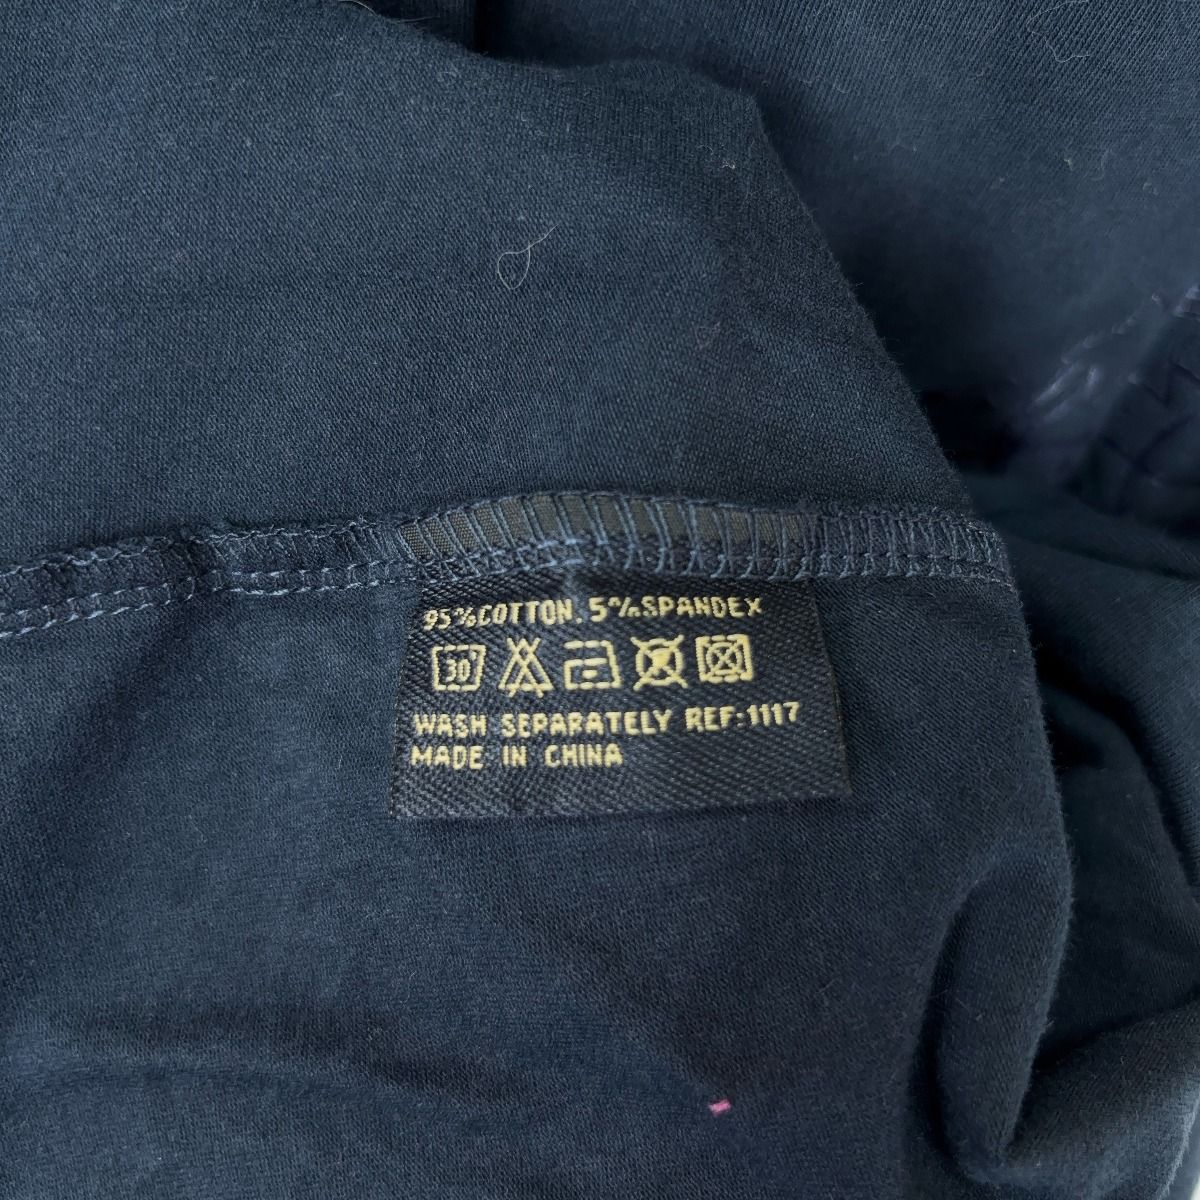 95%COTTON. 5%SPANDEX
30°
WASH SEPARATELY REF:1117
MADE IN CHINA